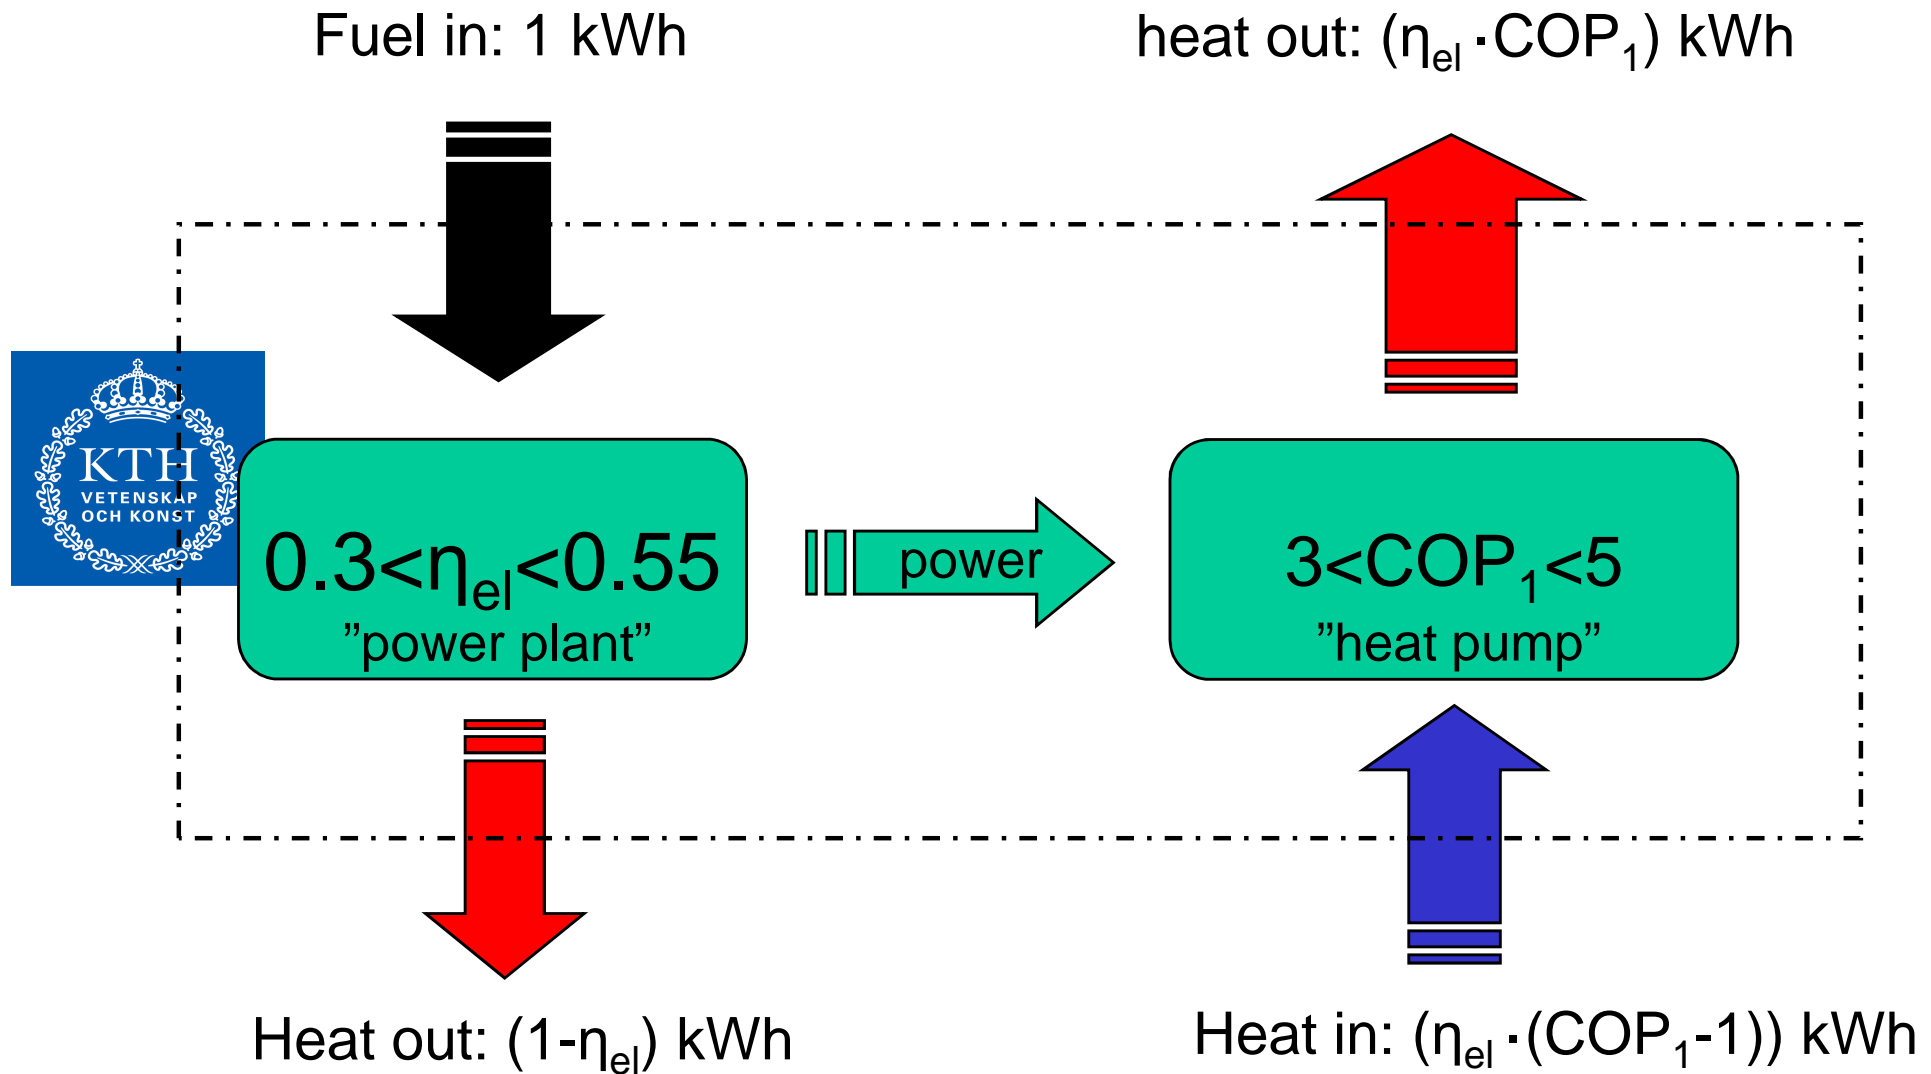 Fuel in: 1 kWh
heat out: (ηel ·COP1) kWh
KTH
VETENSKAP
OCH KONST
0.3<ηel<0.55
”power plant”
power
3<COP1<5
”heat pump”
Heat out: (1-ηel) kWh
Heat in: (ηel ·(COP1-1)) kWh